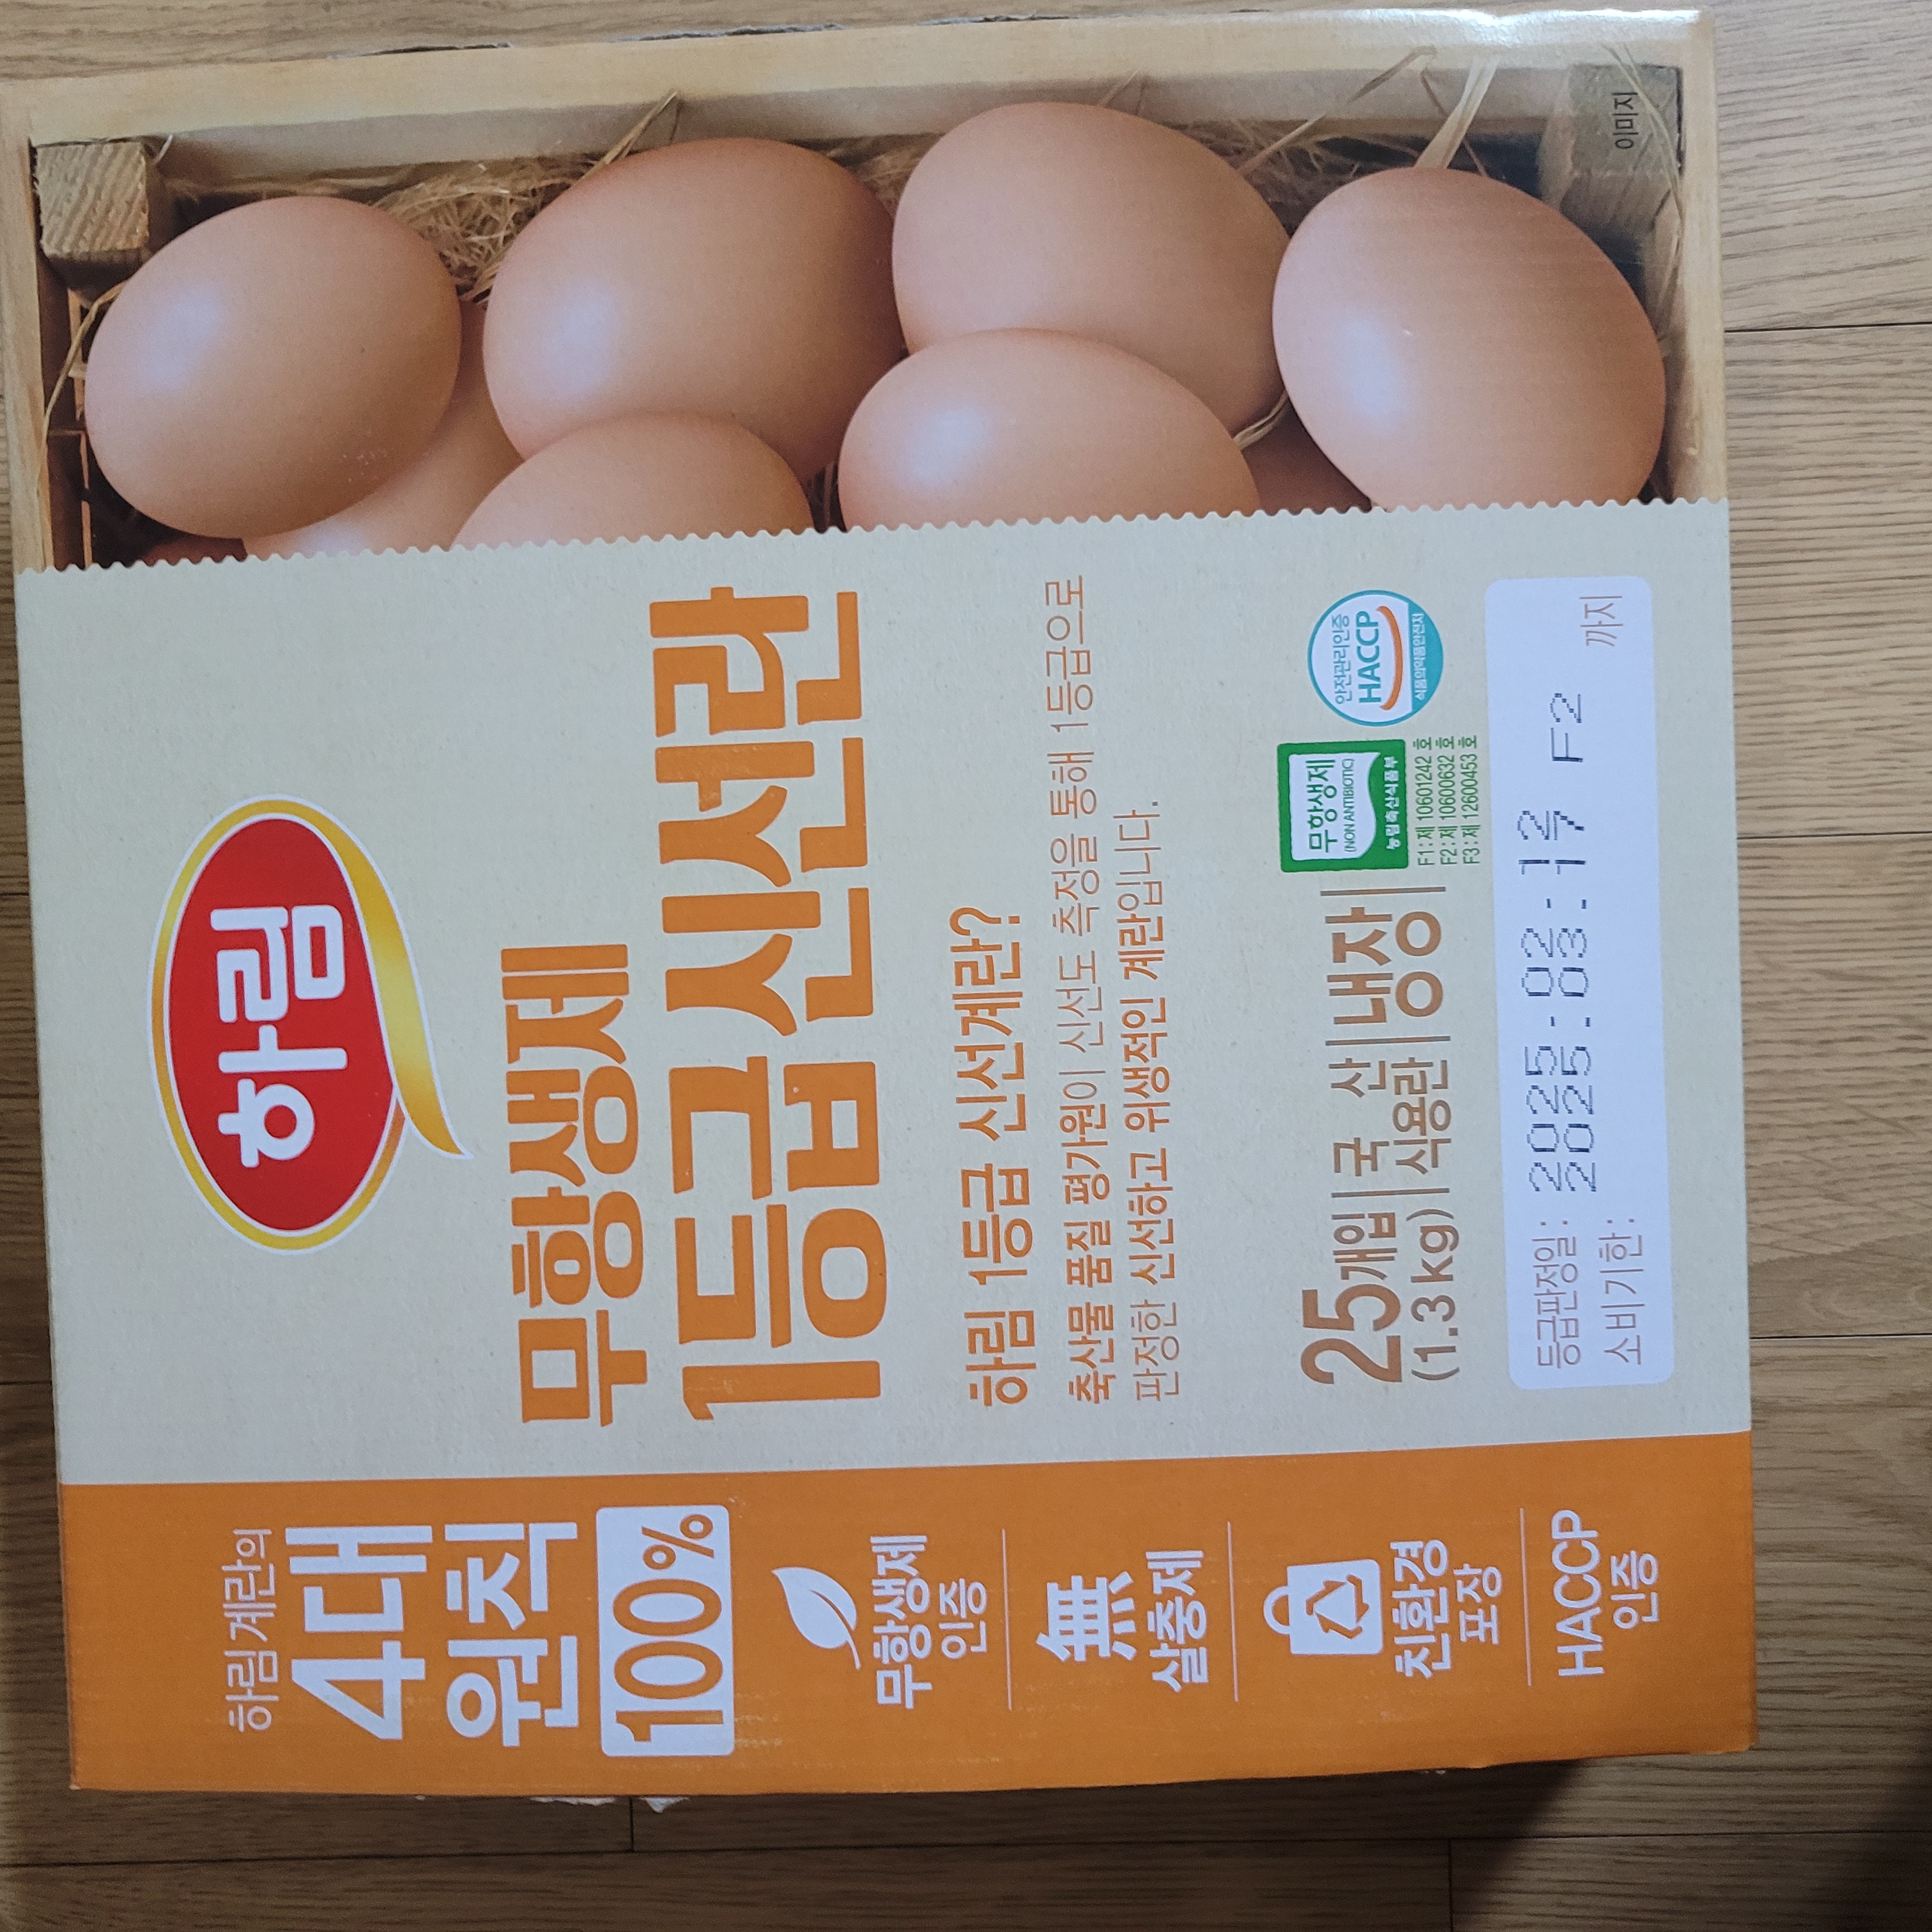 하림계란의
4대
원칙
100%
무항생제
인증
無
살충제
친환경
포장
HACCP
인증
하림
무항생제
1등급 신선란
하림 1등급 신선계란?
축산물 품질 평가원이 신선도 측정을 통해 1등급으로
판정한 신선하고 위생적인 계란입니다.
25개입 | 국 산 | 냉장
(1.3kg) | 식용란 |
무항생제
(NON ANTIBIOTIC)
농림축산식품부
F1 : 제 10601242 호
F2 : 제 10600632 호
F3 : 제 12600453 호
안전관리인증
HACCP
식품의약품안전처
등급판정일 : 2025.02.12
소비기한 : 2025.03.17 F2 까지
이미지